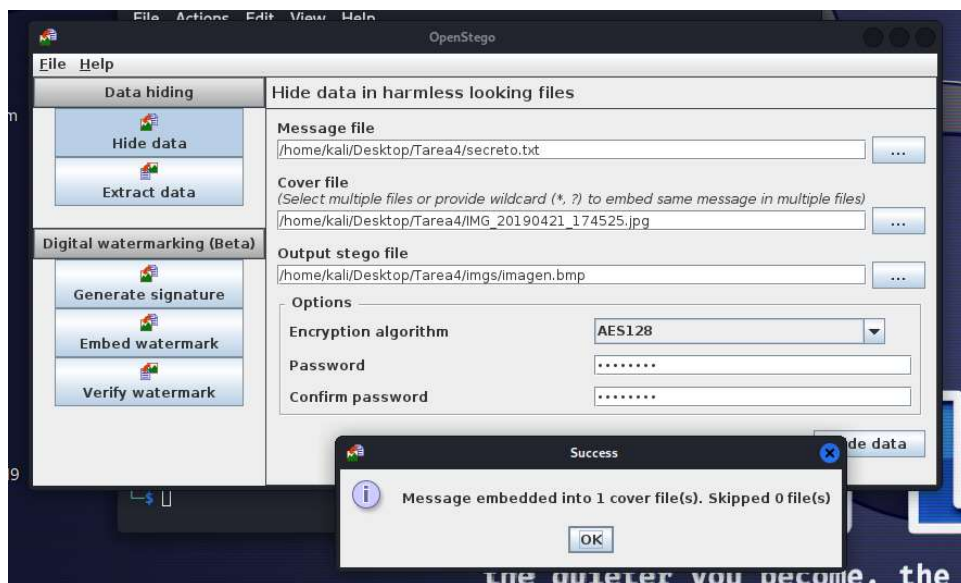 File Actions Edit View Help
OpenStego
File Help
Data hiding
Hide data
Extract data
Digital watermarking (Beta)
Generate signature
Embed watermark
Verify watermark
Hide data in harmless looking files
Message file
/home/kali/Desktop/Tarea4/secreto.txt
...
Cover file
(Select multiple files or provide wildcard (*, ?) to embed same message in multiple files)
/home/kali/Desktop/Tarea4/IMG_20190421_174525.jpg
...
Output stego file
/home/kali/Desktop/Tarea4/imgs/imagen.bmp
...
Options
Encryption algorithm
AES128
Password
••••••••
Confirm password
••••••••
de data
Success
Message embedded into 1 cover file(s). Skipped 0 file(s)
OK
m
9
$
the quieter you become, the